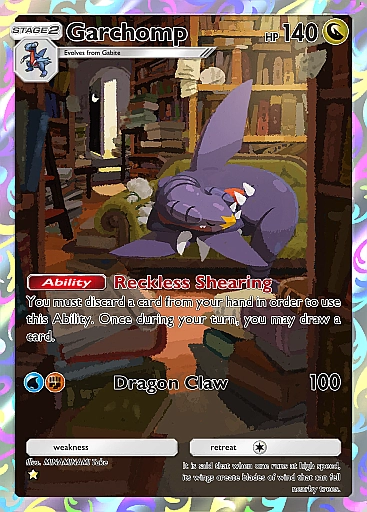 STAGE2 Garchomp HP 140
Evolves from Gabite
Ability Reckless Shearing
You must discard a card from your hand in order to use
this Ability. Once during your turn, you may draw a
card.
Dragon Claw 100
weakness retreat
Illus. MINAMINAMI Take
It is said that when one runs at high speed,
its wings create blades of wind that can fell
nearby trees.